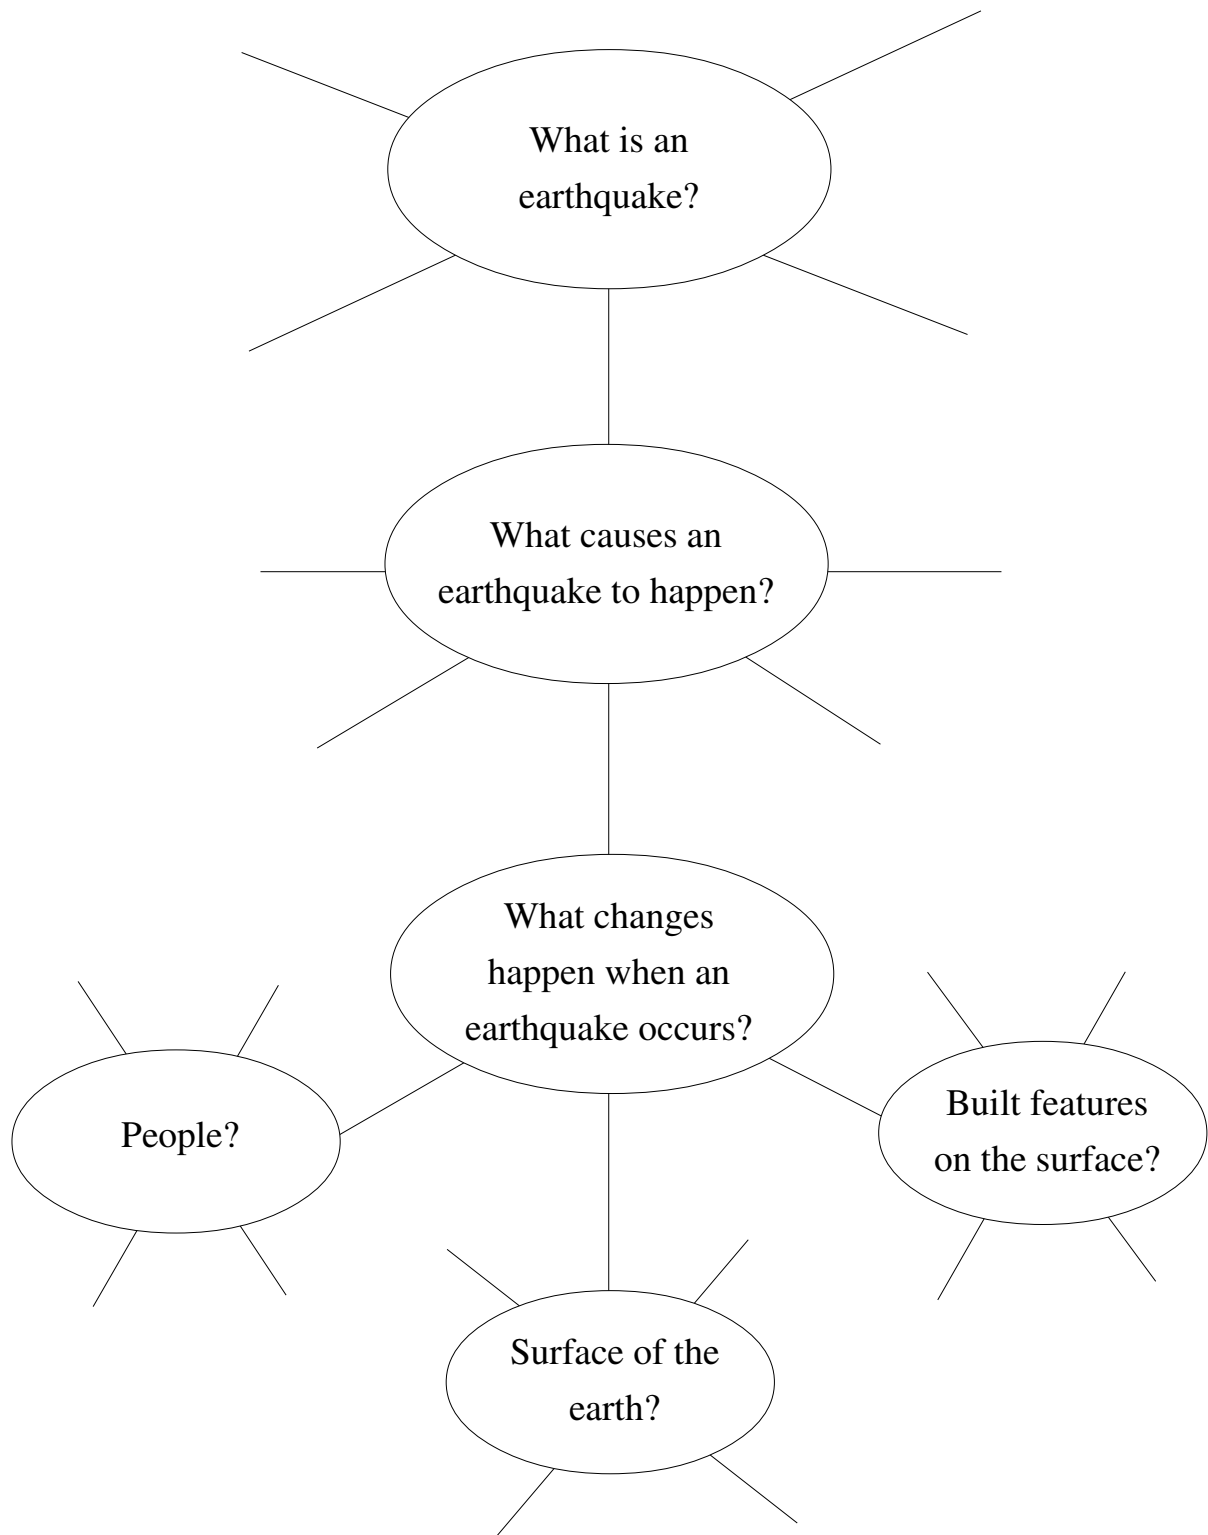 What is an
earthquake?
What causes an
earthquake to happen?
What changes
happen when an
earthquake occurs?
People?
Built features
on the surface?
Surface of the
earth?